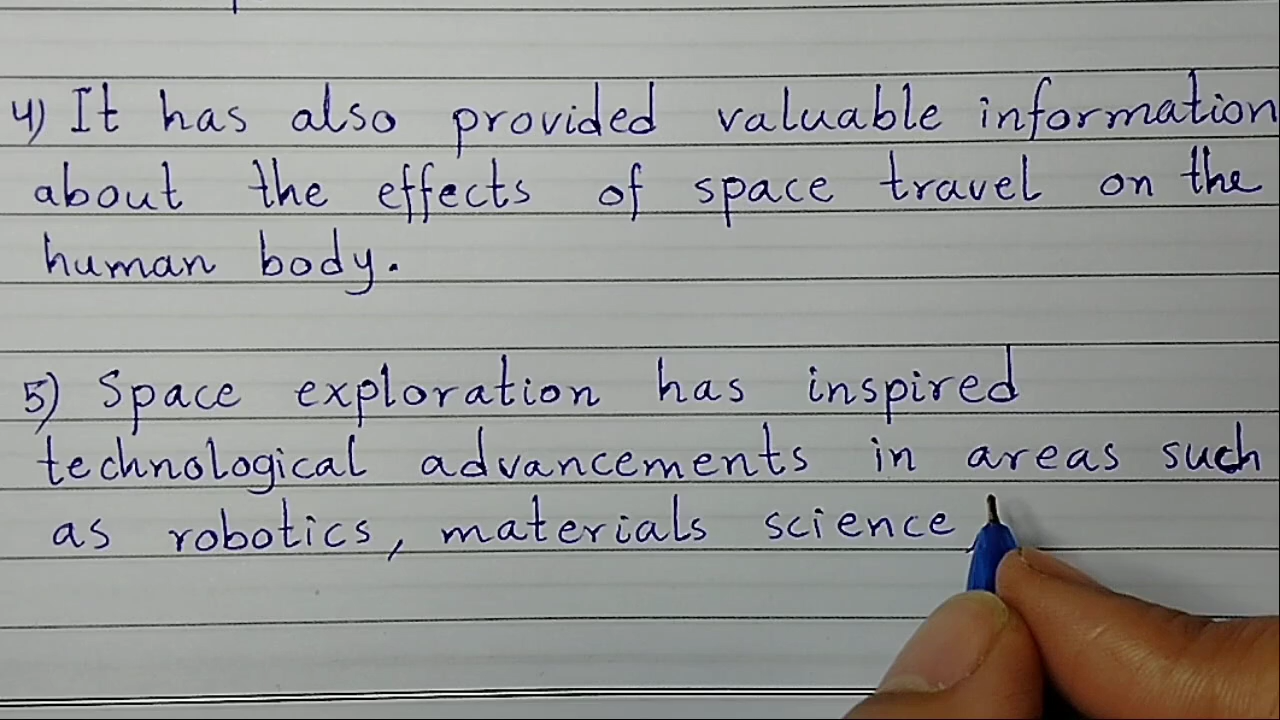 4) It has also provided valuable information
about the effects of space travel on the
human body.
5) Space exploration has inspired
technological advancements in areas such
as robotics, materials science,